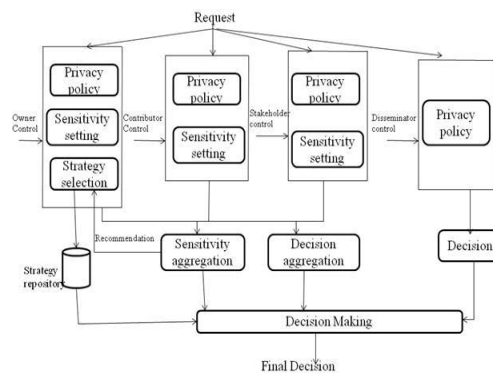 Request
Privacy
policy
Sensitivity
setting
Strategy
selection
Owner
Control
Privacy
policy
Sensitivity
setting
Contributor
Control
Privacy
policy
Sensitivity
setting
Stakeholder
control
Privacy
policy
Disseminator
control
Recommendation
Strategy
repository
Sensitivity
aggregation
Decision
aggregation
Decision
Decision Making
Final Decision